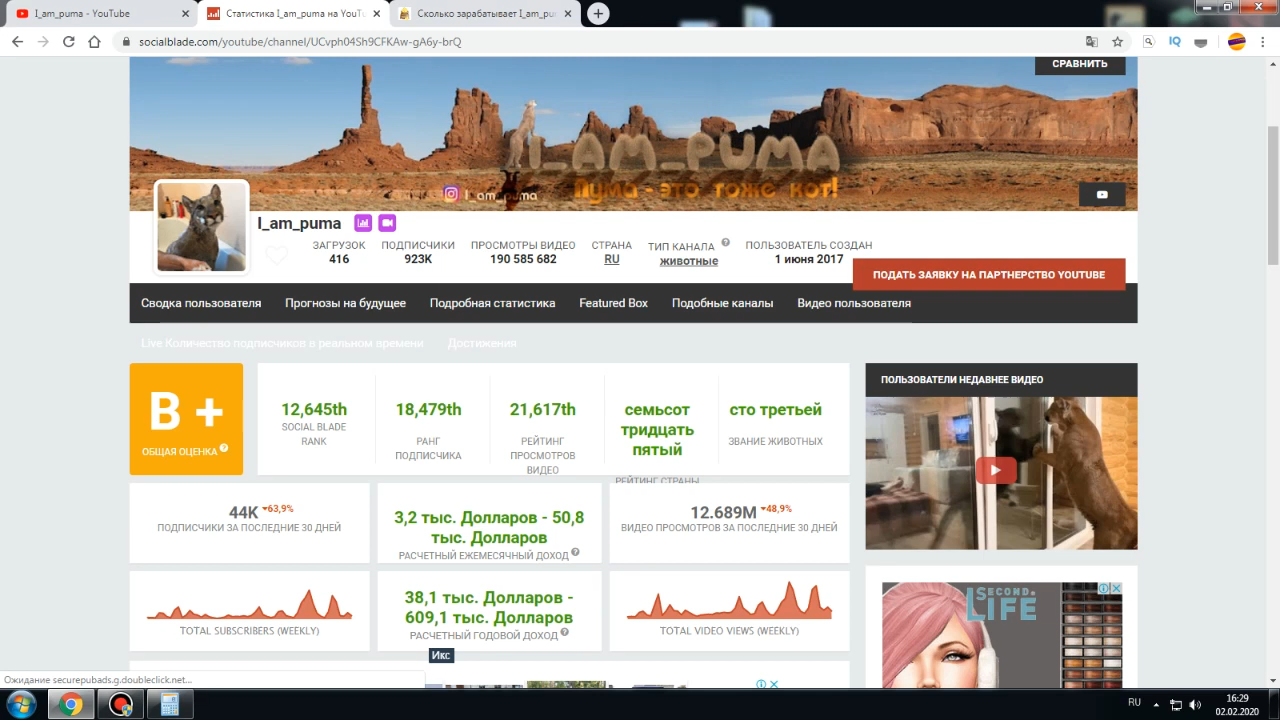 I_am_puma - YouTube
Статистика I_am_puma на YouTu
Сколько зарабатывает I_am_pu
socialblade.com/youtube/channel/UCvph04Sh9CFKAw-gA6y-lsrQ
IQ
СРАВНИТЬ
I_AM_PUMA
Пума - это тоже кот!
I_am_puma
I_am_puma
ЗАГРУЗОК
416
ПОДПИСЧИКИ
923K
ПРОСМОТРЫ ВИДЕО
190 585 682
СТРАНА
RU
ТИП КАНАЛА
животные
ПОЛЬЗОВАТЕЛЬ СОЗДАН
1 июня 2017
ПОДАТЬ ЗАЯВКУ НА ПАРТНЕРСТВО YOUTUBE
Сводка пользователя Прогнозы на будущее Подробная статистика Featured Box Подобные каналы Видео пользователя
Live Количество подписчиков в реальном времени Достижения
B +
ОБЩАЯ ОЦЕНКА
12,645th
SOCIAL BLADE
RANK
18,479th
РАНГ
ПОДПИСЧИКА
21,617th
РЕЙТИНГ
ПРОСМОТРОВ
ВИДЕО
семьсот
тридцать
пятый
РЕЙТИНГ СТРАНЫ
сто третьей
ЗВАНИЕ ЖИВОТНЫХ
ПОЛЬЗОВАТЕЛИ НЕДАВНЕЕ ВИДЕО
44K 63,9%
ПОДПИСЧИКИ ЗА ПОСЛЕДНИЕ 30 ДНЕЙ
3,2 тыс. Долларов - 50,8
тыс. Долларов
РАСЧЕТНЫЙ ЕЖЕМЕСЯЧНЫЙ ДОХОД
12.689M 48,9%
ВИДЕО ПРОСМОТРОВ ЗА ПОСЛЕДНИЕ 30 ДНЕЙ
TOTAL SUBSCRIBERS (WEEKLY)
38,1 тыс. Долларов -
609,1 тыс. Долларов
РАСЧЕТНЫЙ ГОДОВОЙ ДОХОД
TOTAL VIDEO VIEWS (WEEKLY)
SECOND
LIFE
Икс
Ожидание securepubads.g.doubleclick.net...
RU
16:29
02.02.2020